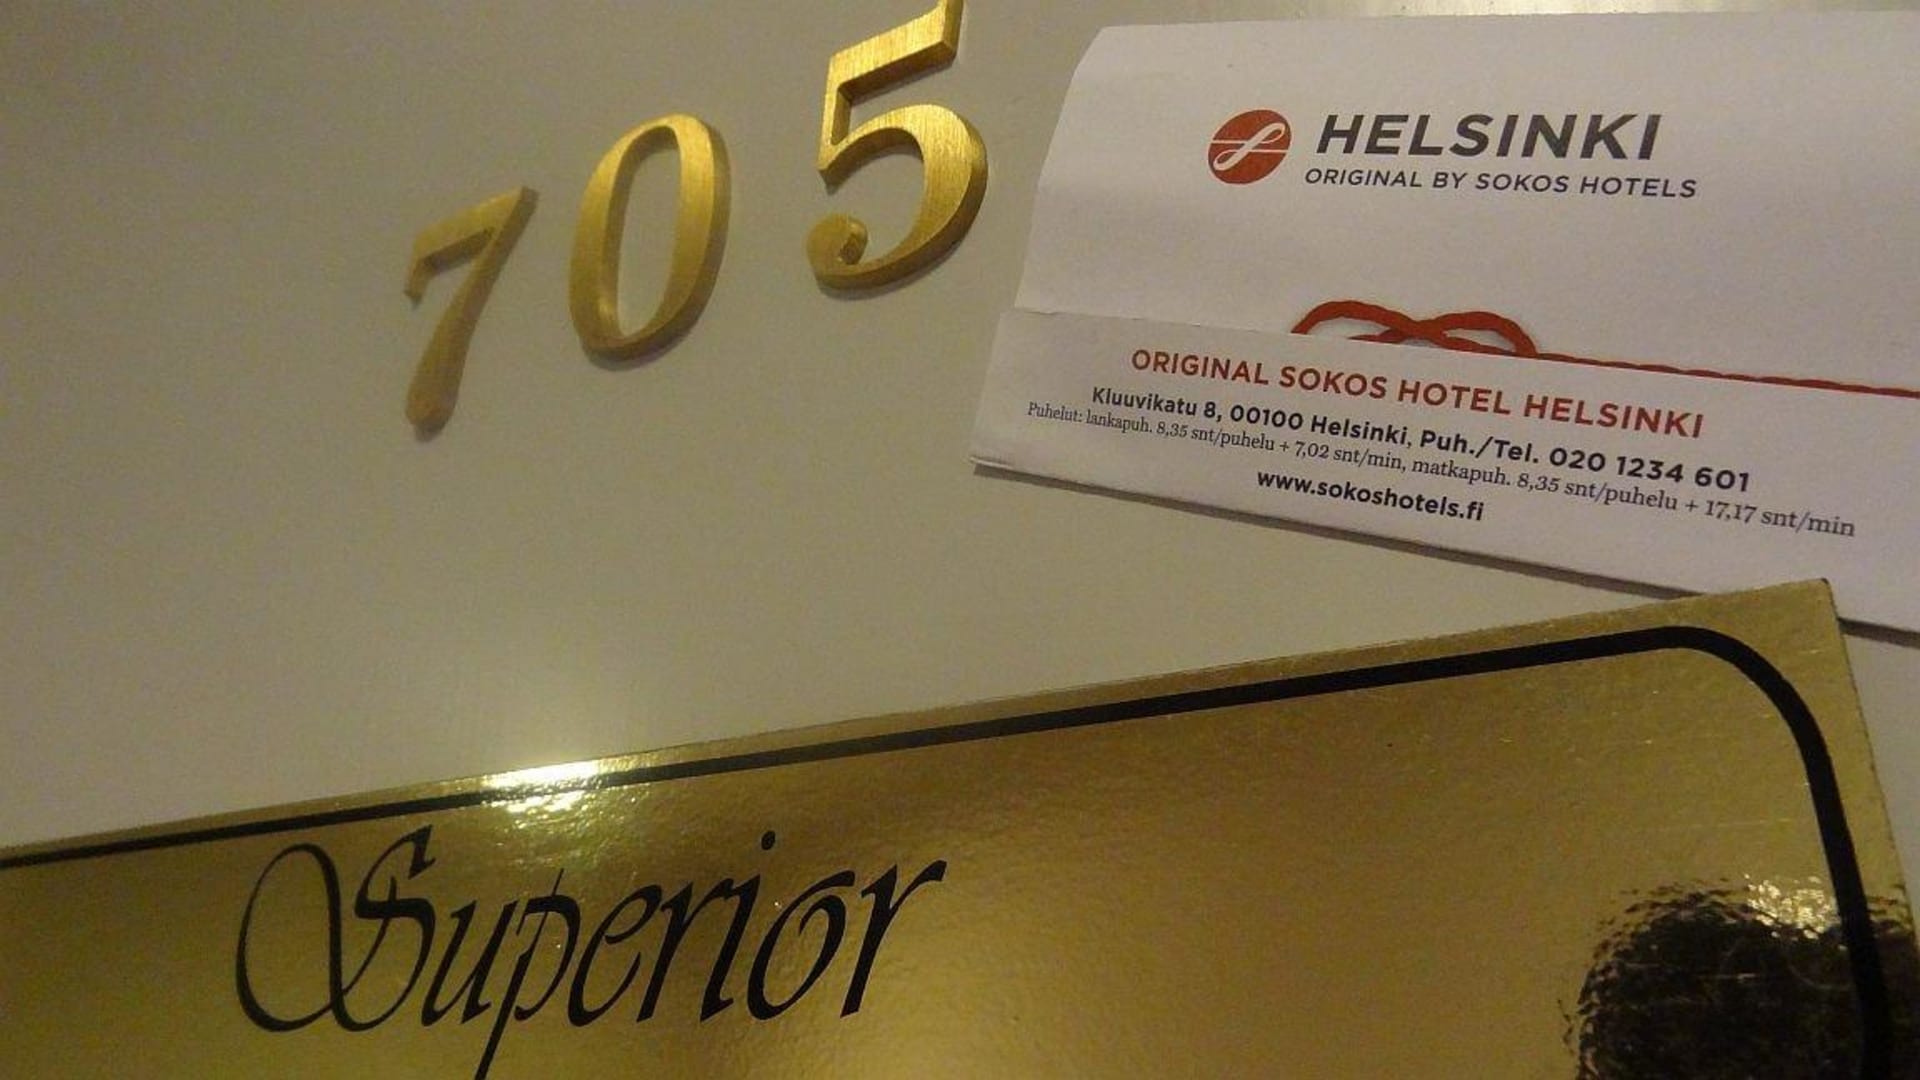 705
HELSINKI
ORIGINAL BY SOKOS HOTELS
ORIGINAL SOKOS HOTEL HELSINKI
Kluuvikatu 8, 00100 Helsinki, Puh./Tel. 020 1234 601
Puhelut: lankapuh. 8,35 snt/puhelu + 7,02 snt/min, matkapuh. 8,35 snt/puhelu + 17,17 snt/min
www.sokoshotels.fi
Superior